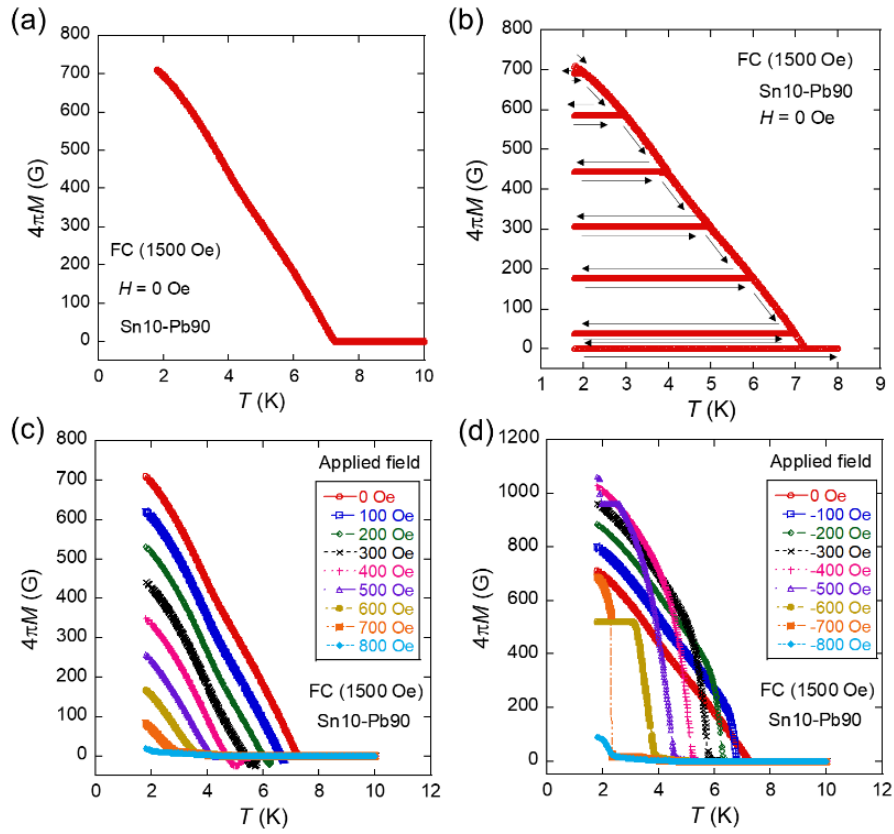 (a)
800
700
600
500
400
300
200
100
0
4πM (G)
FC (1500 Oe)
H = 0 Oe
Sn10-Pb90
0 2 4 6 8 10
T (K)
(b)
800
700
600
500
400
300
200
100
0
4πM (G)
FC (1500 Oe)
Sn10-Pb90
H = 0 Oe
1 2 3 4 5 6 7 8 9
T (K)
(c)
800
700
600
500
400
300
200
100
0
4πM (G)
Applied field
0 Oe
100 Oe
200 Oe
300 Oe
400 Oe
500 Oe
600 Oe
700 Oe
800 Oe
FC (1500 Oe)
Sn10-Pb90
0 2 4 6 8 10 12
T (K)
(d)
1200
1000
800
600
400
200
0
4πM (G)
Applied field
0 Oe
-100 Oe
-200 Oe
-300 Oe
-400 Oe
-500 Oe
-600 Oe
-700 Oe
-800 Oe
FC (1500 Oe)
Sn10-Pb90
0 2 4 6 8 10 12
T (K)